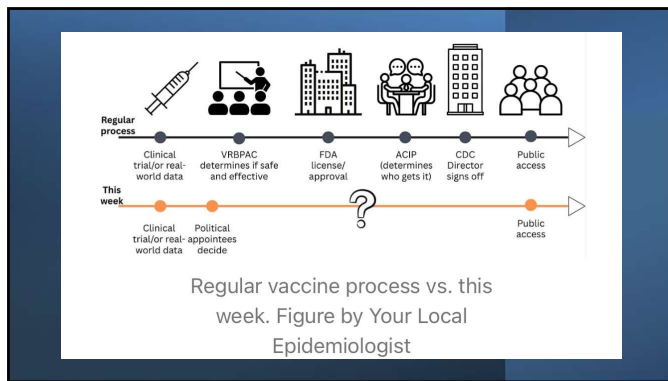 Regular
process
Clinical
trial/or real-
world data
VRBPAC
determines if safe
and effective
FDA
license/
approval
ACIP
(determines
who gets it)
CDC
Director
signs off
Public
access
This
week
?
Clinical
trial/or real-
world data
Political
appointees
decide
Public
access
Regular vaccine process vs. this
week. Figure by Your Local
Epidemiologist